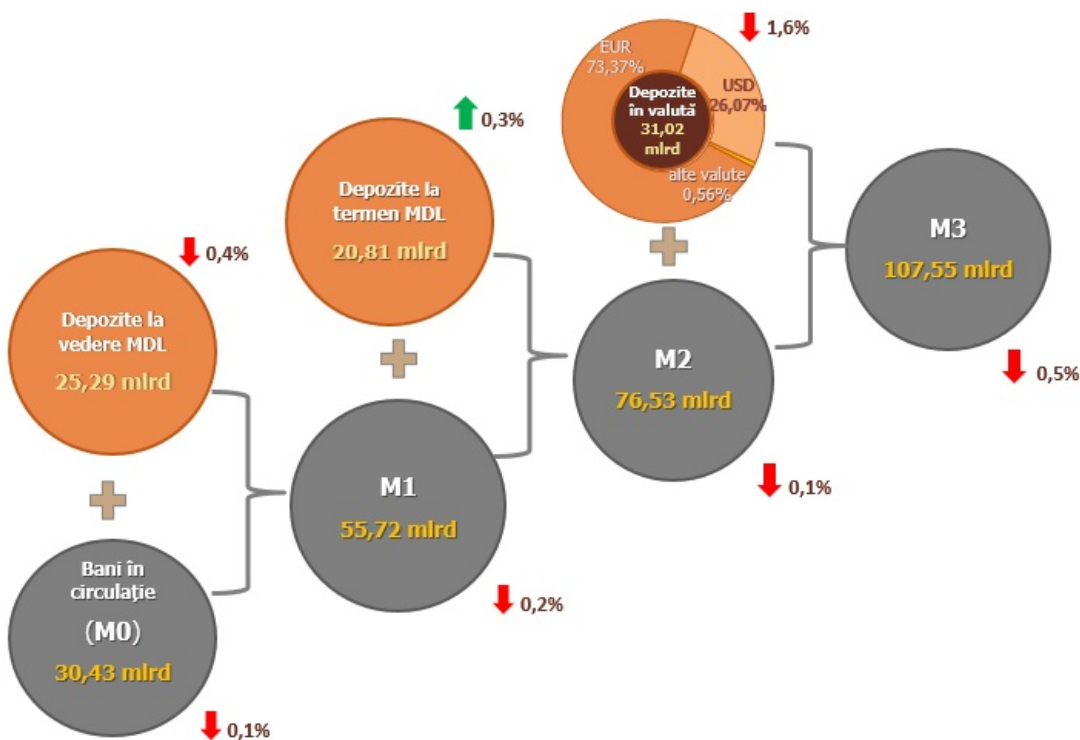 EUR
73,37%
USD
26,07%
Depozite
în valută
31,02
mlrd
alte valute
0,56%
1,6%
0,3%
Depozite la
termen MDL
20,81 mlrd
M3
107,55 mlrd
0,5%
0,4%
Depozite la
vedere MDL
25,29 mlrd
M2
76,53 mlrd
0,1%
M1
55,72 mlrd
0,2%
Bani în
circulație
(M0)
30,43 mlrd
0,1%